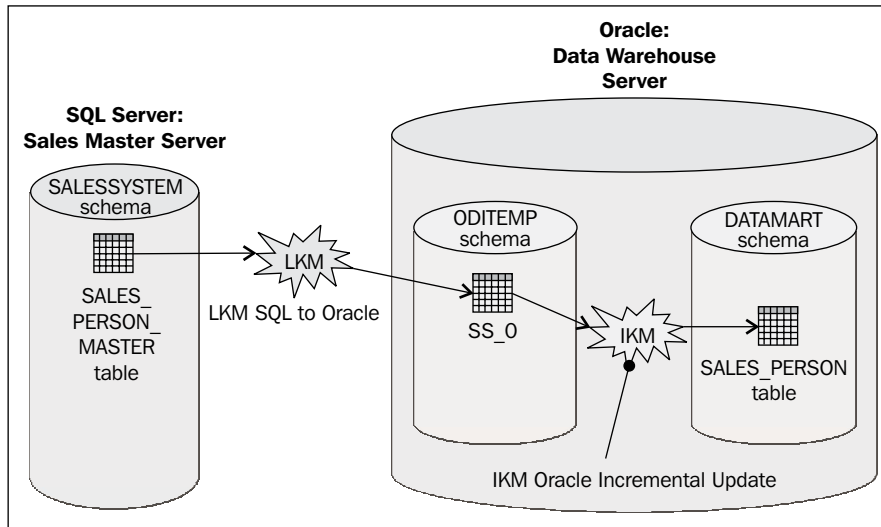 Oracle:
Data Warehouse
Server
SQL Server:
Sales Master Server
SALESSYSTEM
schema
SALES_
PERSON_
MASTER
table
LKM
LKM SQL to Oracle
ODITEMP
schema
SS_0
IKM
DATAMART
schema
SALES_PERSON
table
IKM Oracle Incremental Update